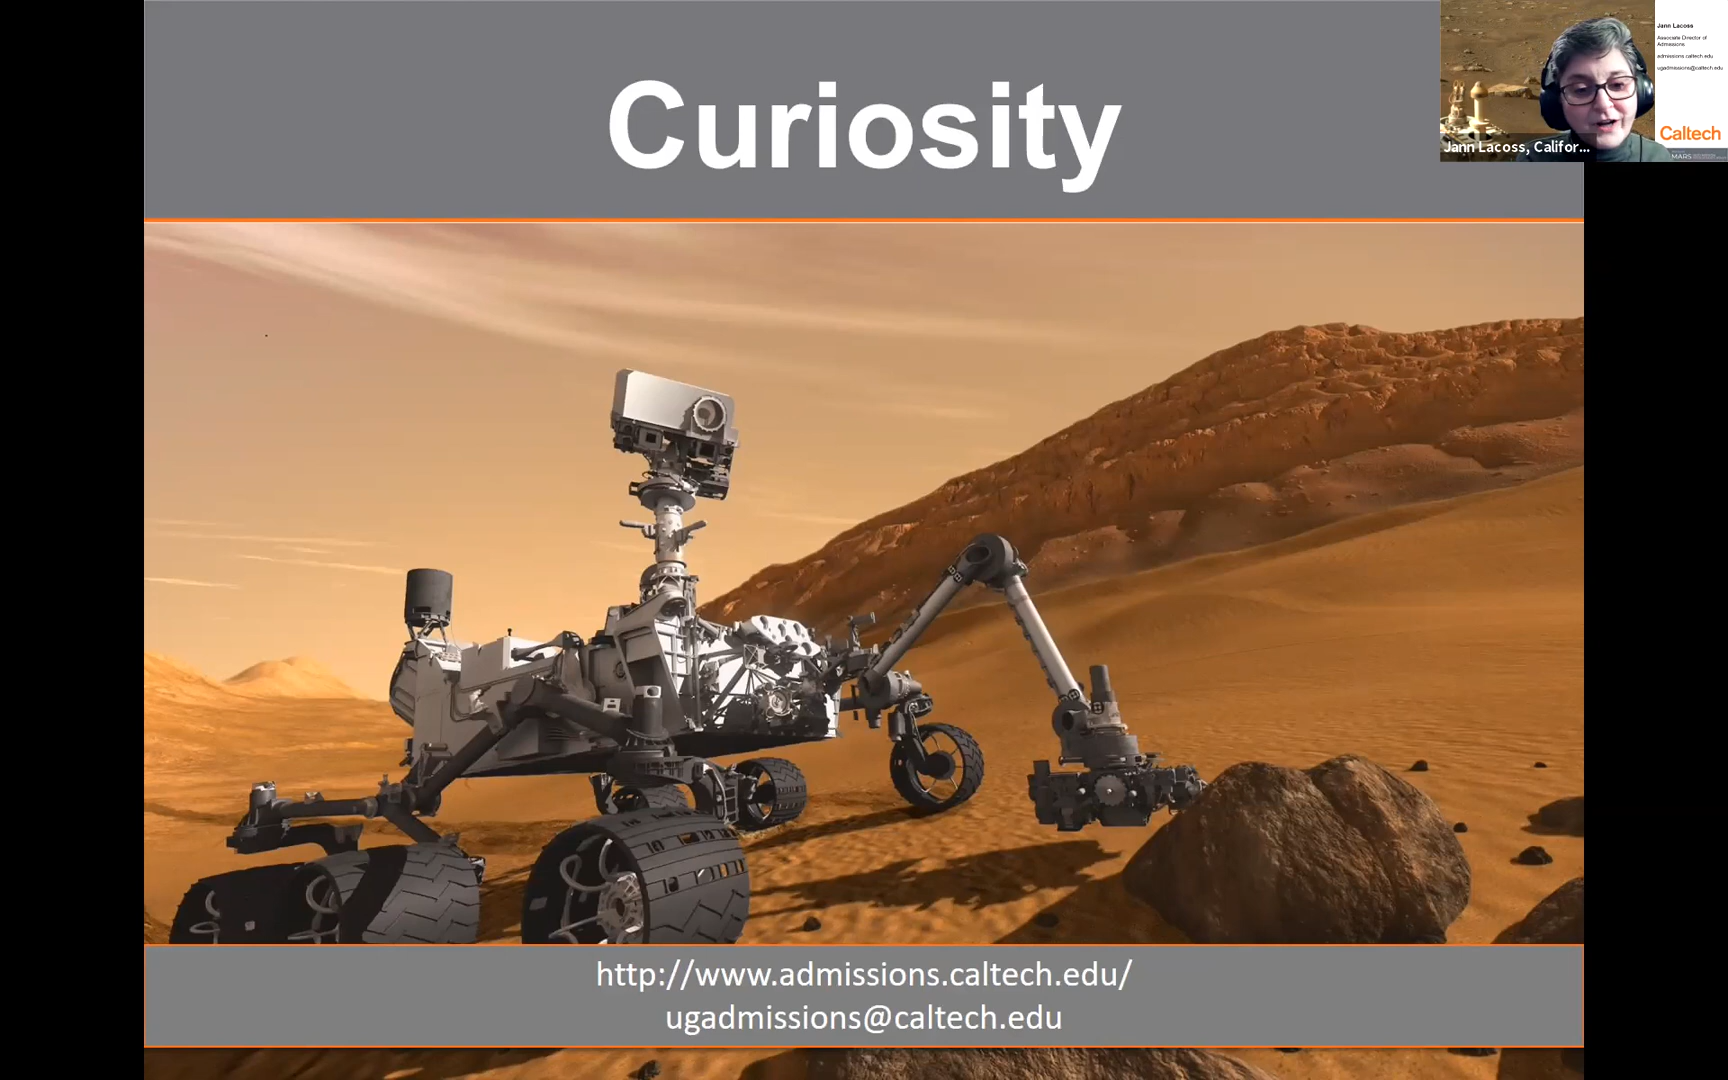 Curiosity
Jann Lacoss
Associate Director of
Admissions
admissions.caltech.edu
ugadmissions@caltech.edu
Caltech
MARS
Jann Lacoss, Califor...
http://www.admissions.caltech.edu/
ugadmissions@caltech.edu